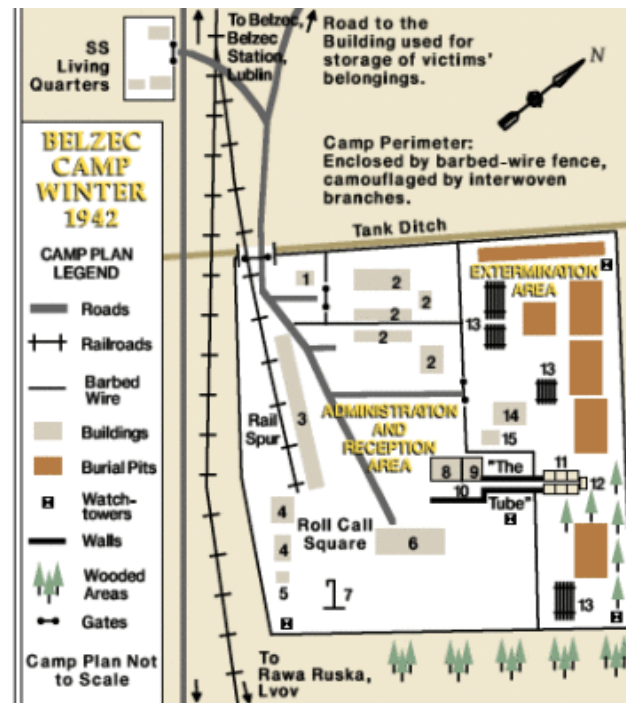 SS
Living
Quarters
To Belzec,
Belzec
Station,
Lublin
Road to the
Building used for
storage of victims'
belongings.
N
Camp Perimeter:
Enclosed by barbed-wire fence,
camouflaged by interwoven
branches.
Tank Ditch
BELZEC
CAMP
WINTER
1942
CAMP PLAN
LEGEND
Roads
Railroads
Barbed
Wire
Buildings
Burial Pits
Watch-
towers
Walls
Wooded
Areas
Gates
Camp Plan Not
to Scale
1
2
2
2
2
2
EXTERMINATION
AREA
13
13
3
Rail
Spur
ADMINISTRATION
AND
RECEPTION
AREA
14
15
8
9
"The
11
10
12
Tube"
4
4
5
Roll Call
Square
6
7
13
To
Rawa Ruska,
Lvov